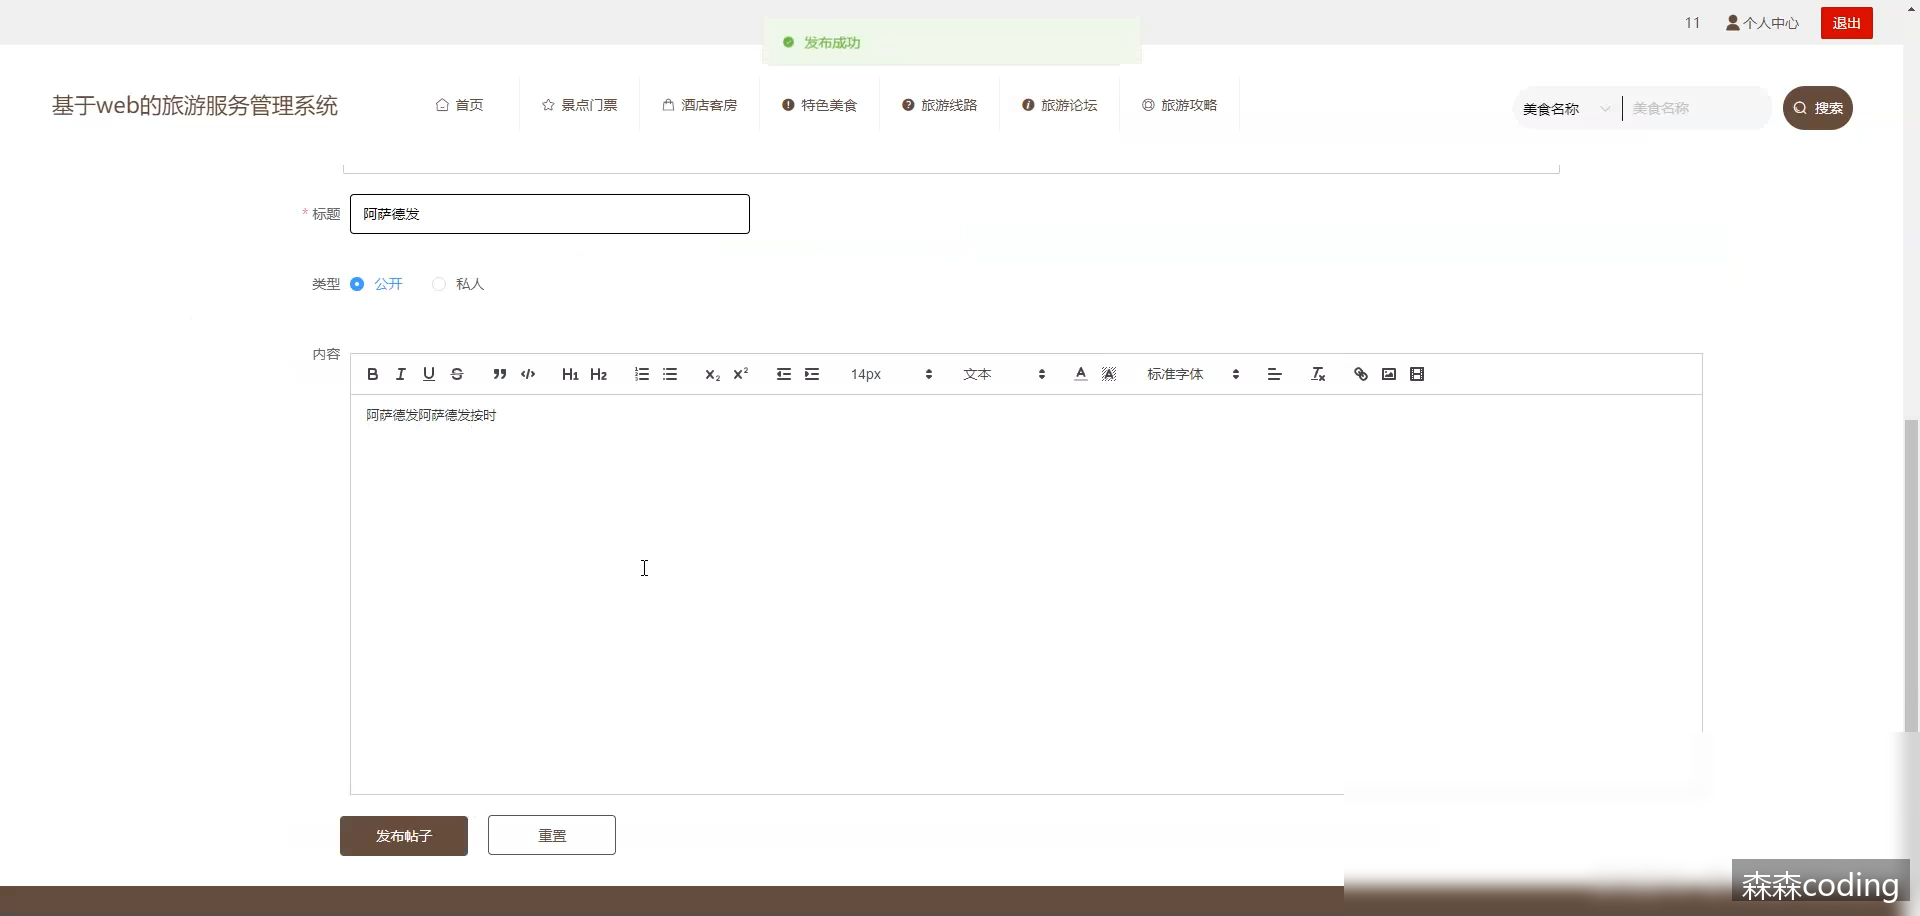 11 个人中心 退出
发布成功
基于web的旅游服务管理系统 首页 景点门票 酒店客房 特色美食 旅游线路 旅游论坛 旅游攻略 美食名称 美食名称 搜索
* 标题 阿萨德发
类型 公开 私人
内容
B I U S H1 H2 x2 x2 14px 文本 A A 标准字体 Tx
阿萨德发阿萨德发按时
发布帖子 重置
森森coding